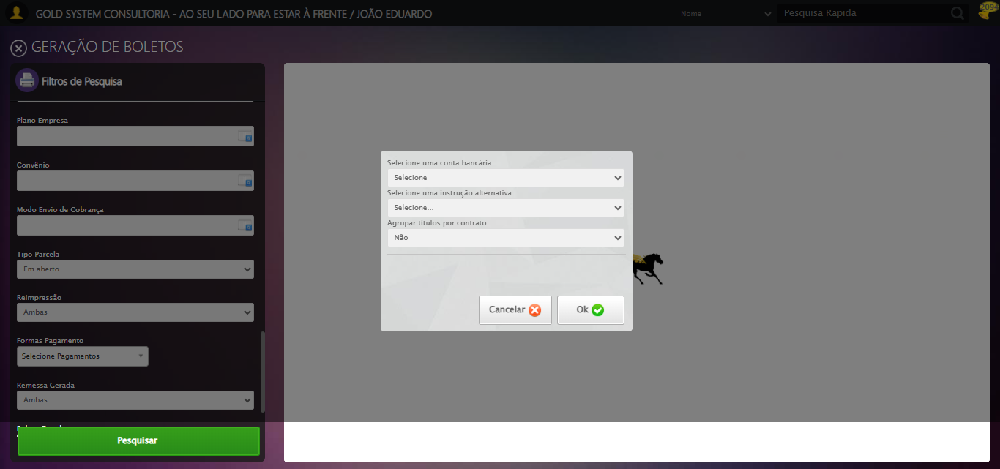 GOLD SYSTEM CONSULTORIA - AO SEU LADO PARA ESTAR À FRENTE / JOÃO EDUARDO
Nome
Pesquisa Rapida
2094
GERAÇÃO DE BOLETOS
Filtros de Pesquisa
Plano Empresa
Convênio
Modo Envio de Cobrança
Tipo Parcela
Em aberto
Reimpressão
Ambas
Formas Pagamento
Selecione Pagamentos
Remessa Gerada
Ambas
Pesquisar
Selecione uma conta bancária
Selecione
Selecione uma instrução alternativa
Selecione...
Agrupar títulos por contrato
Não
Cancelar
Ok